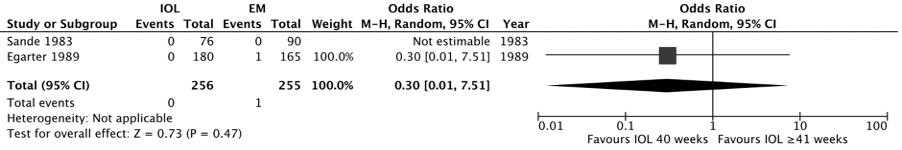 IOL EM Odds Ratio Odds Ratio
Study or Subgroup Events Total Events Total Weight M-H, Random, 95% CI Year M-H, Random, 95% CI
Sande 1983 0 76 0 90 Not estimable 1983
Egarter 1989 0 180 1 165 100.0% 0.30 [0.01, 7.51] 1989
Total (95% CI) 256 255 100.0% 0.30 [0.01, 7.51]
Total events 0 1
Heterogeneity: Not applicable
Test for overall effect: Z = 0.73 (P = 0.47)
0.01 0.1 1 10 100
Favours IOL 40 weeks Favours IOL ≥41 weeks